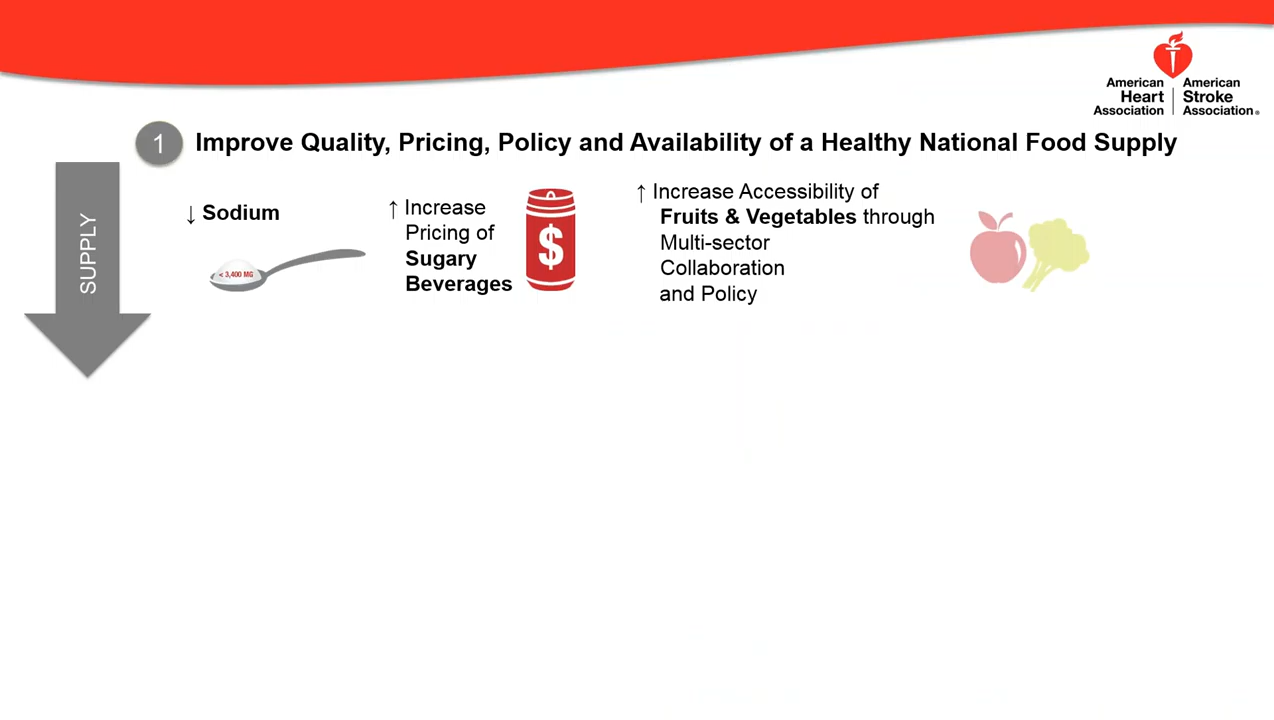 American
Heart
Association
American
Stroke
Association®
1
Improve Quality, Pricing, Policy and Availability of a Healthy National Food Supply
SUPPLY
↓ Sodium
< 3,400 MG
↑ Increase
Pricing of
Sugary
Beverages
$
↑ Increase Accessibility of
Fruits & Vegetables through
Multi-sector
Collaboration
and Policy